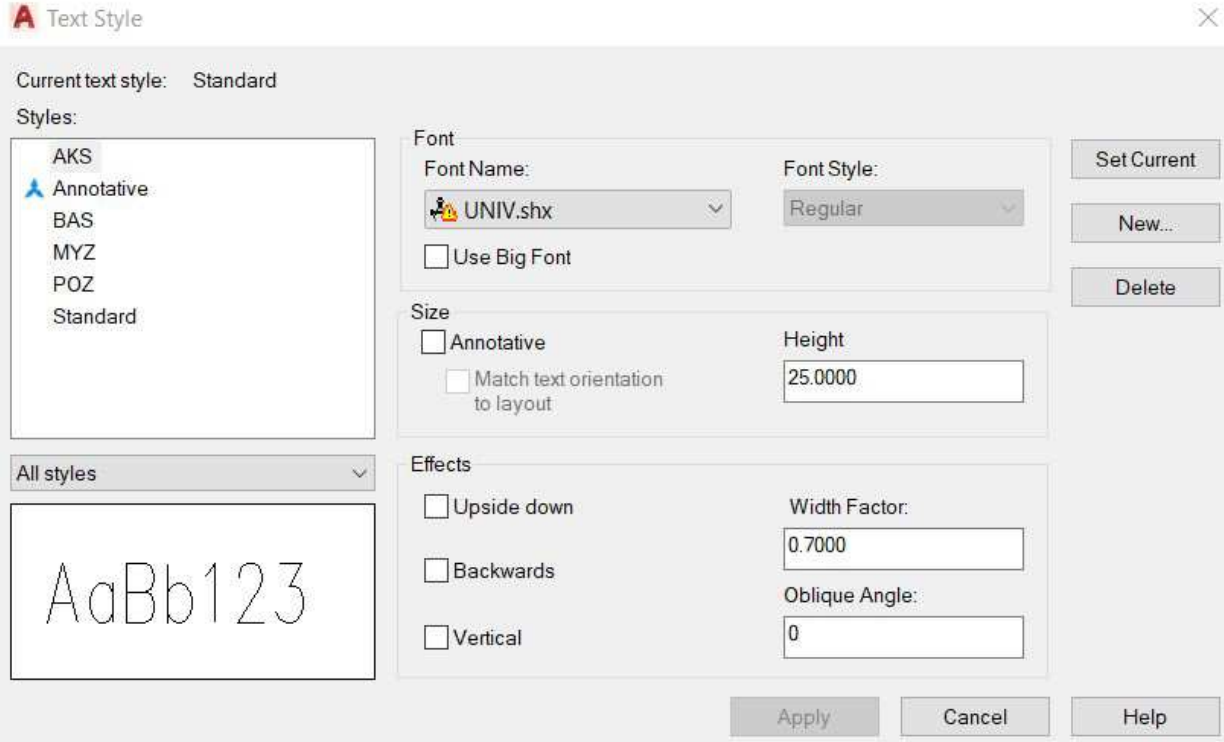 Text Style
Current text style: Standard
Styles:
AKS
Annotative
BAS
MYZ
POZ
Standard
All styles
AaBb123
Font
Font Name:
Font Style:
UNIV.shx
Regular
Use Big Font
Size
Annotative
Match text orientation
to layout
Height
25.0000
Effects
Upside down
Backwards
Vertical
Width Factor:
0.7000
Oblique Angle:
0
Set Current
New...
Delete
Apply
Cancel
Help